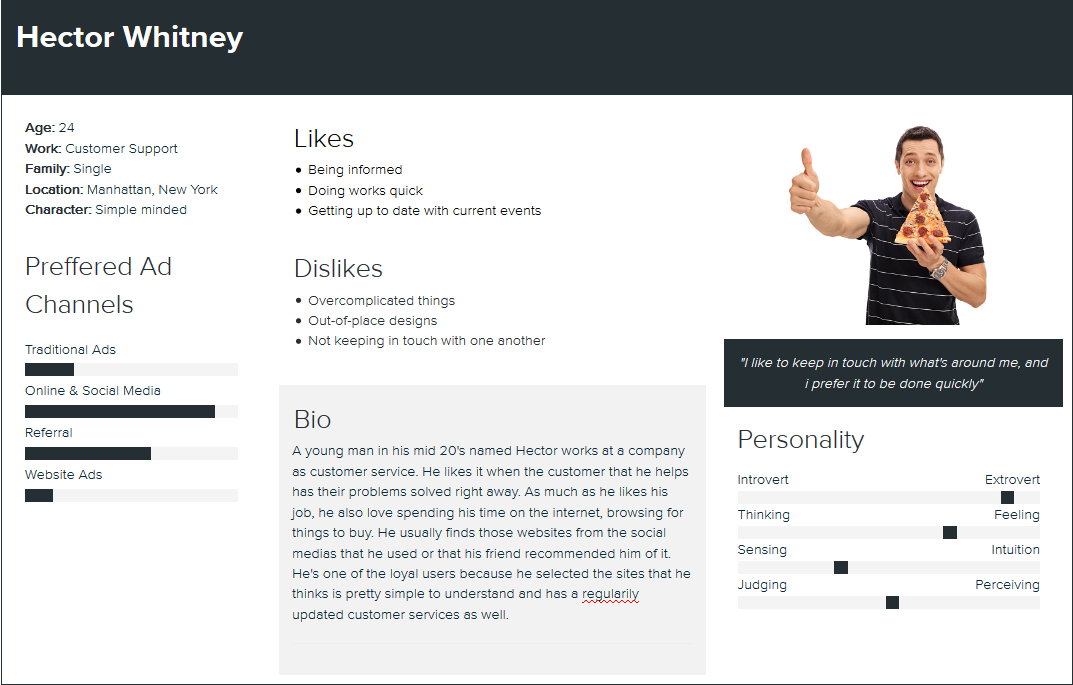 Hector Whitney
Age: 24
Work: Customer Support
Family: Single
Location: Manhattan, New York
Character: Simple minded
Preffered Ad
Channels
Traditional Ads
Online & Social Media
Referral
Website Ads
Likes
• Being informed
• Doing works quick
• Getting up to date with current events
Dislikes
• Overcomplicated things
• Out-of-place designs
• Not keeping in touch with one another
Bio
A young man in his mid 20's named Hector works at a company
as customer service. He likes it when the customer that he helps
has their problems solved right away. As much as he likes his
job, he also love spending his time on the internet, browsing for
things to buy. He usually finds those websites from the social
medias that he used or that his friend recommended him of it.
He's one of the loyal users because he selected the sites that he
thinks is pretty simple to understand and has a regularily
updated customer services as well.
"I like to keep in touch with what's around me, and
i prefer it to be done quickly"
Personality
Introvert Extrovert
Thinking Feeling
Sensing Intuition
Judging Perceiving